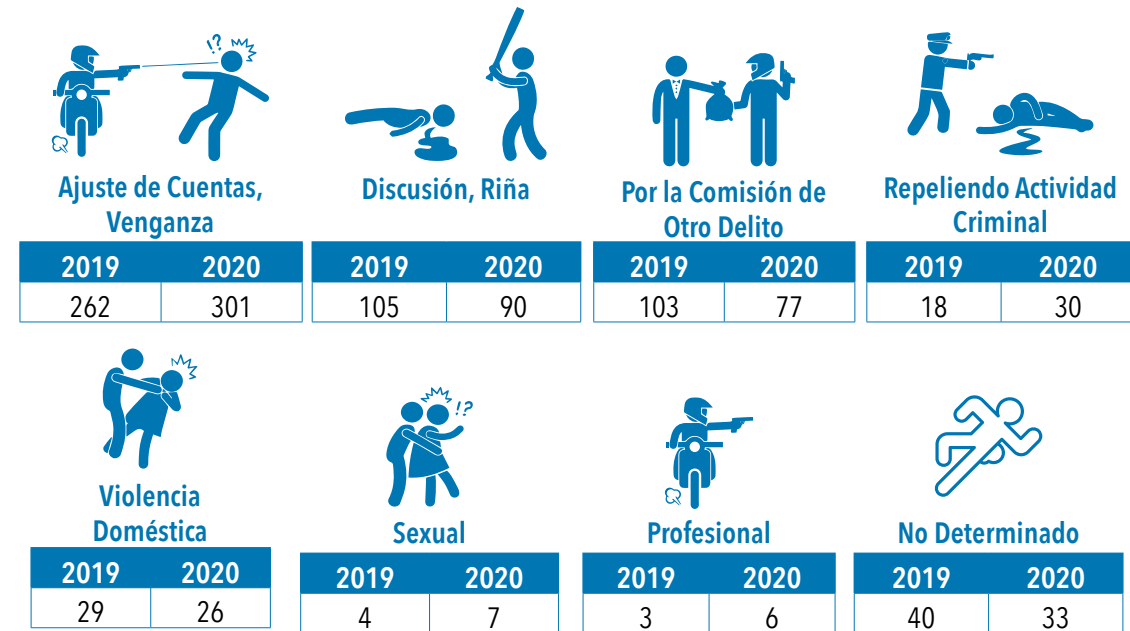 !?
Ajuste de Cuentas,
Venganza
2019 2020
262 301
Discusión, Riña
2019 2020
105 90
Por la Comisión de
Otro Delito
2019 2020
103 77
Repeliendo Actividad
Criminal
2019 2020
18 30
Violencia
Doméstica
2019 2020
29 26
!?
Sexual
2019 2020
4 7
Profesional
2019 2020
3 6
No Determinado
2019 2020
40 33